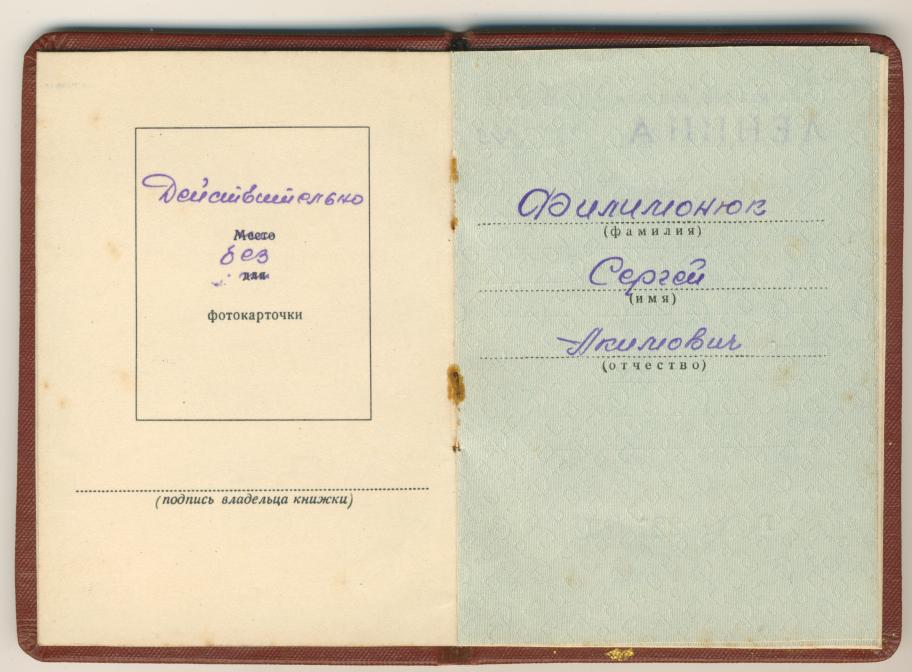 Действительно
Место
без
для
фотокарточки
(подпись владельца книжки)
Филимонюк
(фамилия)
Сергей
(имя)
Акимович
(отчество)